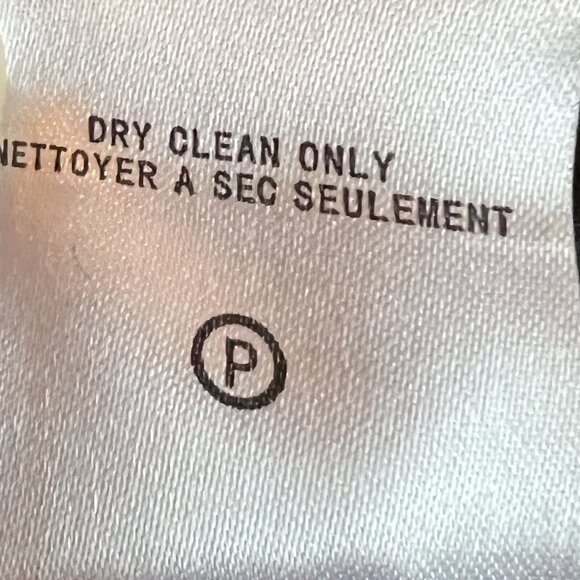 DRY CLEAN ONLY
NETTOYER A SEC SEULEMENT
P